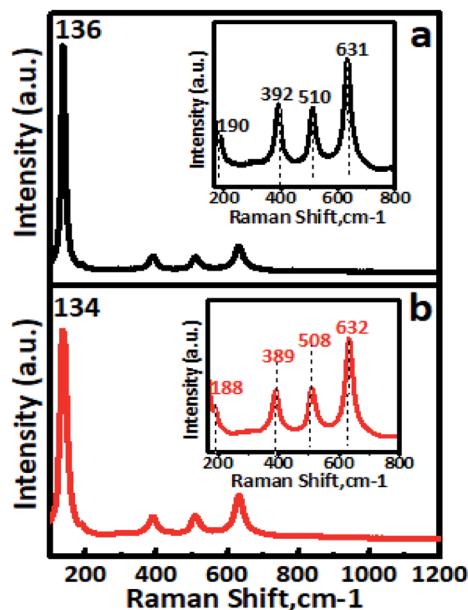 136
a
Intensity (a.u.)
Intensity (a.u.)
190
392
510
631
200 400 600 800
Raman Shift,cm-1
134
b
Intensity (a.u.)
Intensity (a.u.)
188
389
508
632
200 400 600 800
Raman Shift,cm-1
200 400 600 800 1000 1200
Raman Shift,cm-1